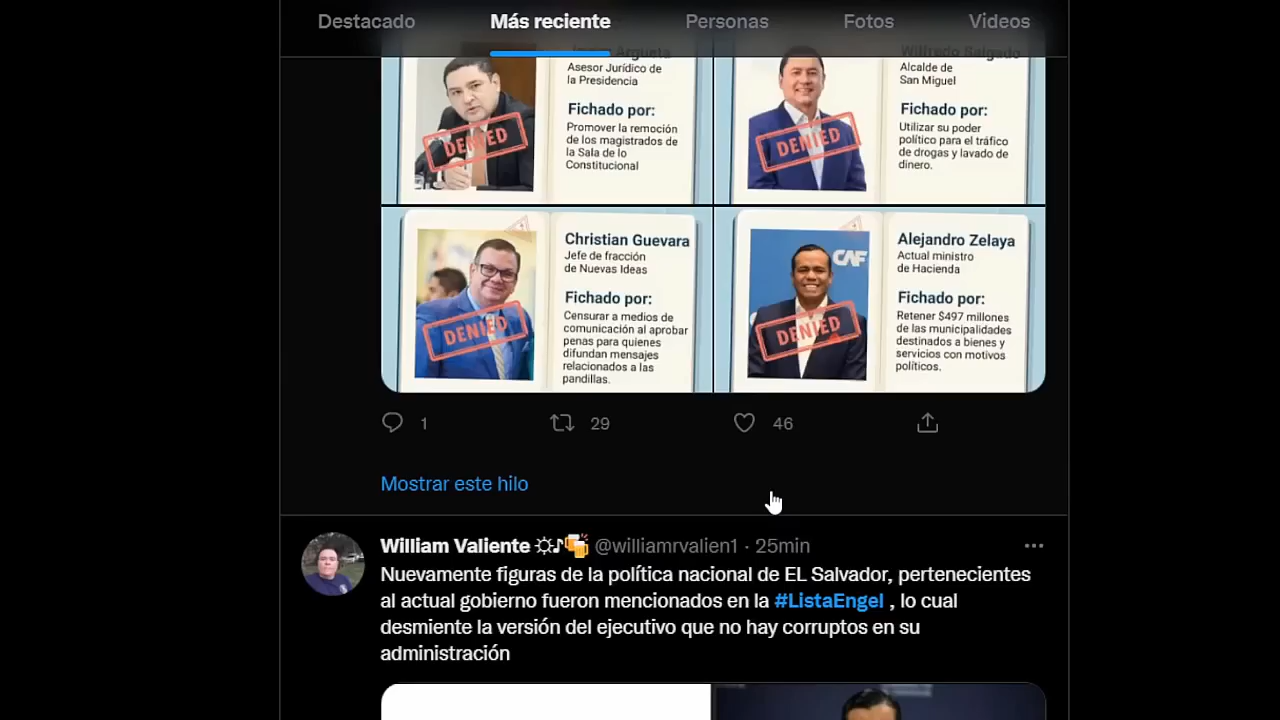 Destacado
Más reciente
Personas
Fotos
Videos
Argueta
Asesor Jurídico de
la Presidencia
Fichado por:
Promover la remoción
de los magistrados de
la Sala de lo
Constitucional
DENIED
Wilfredo Salgado
Alcalde de
San Miguel
Fichado por:
Utilizar su poder
político para el tráfico
de drogas y lavado de
dinero.
DENIED
Christian Guevara
Jefe de fracción
de Nuevas Ideas
Fichado por:
Censurar a medios de
comunicación al aprobar
penas para quienes
difundan mensajes
relacionados a las
pandillas.
DENIED
CAF
Alejandro Zelaya
Actual ministro
de Hacienda
Fichado por:
Retener $497 millones
de las municipalidades
destinados a bienes y
servicios con motivos
políticos.
DENIED
1
29
46
Mostrar este hilo
William Valiente @williamrvalien1 · 25min
Nuevamente figuras de la política nacional de EL Salvador, pertenecientes
al actual gobierno fueron mencionados en la #ListaEngel , lo cual
desmiente la versión del ejecutivo que no hay corruptos en su
administración